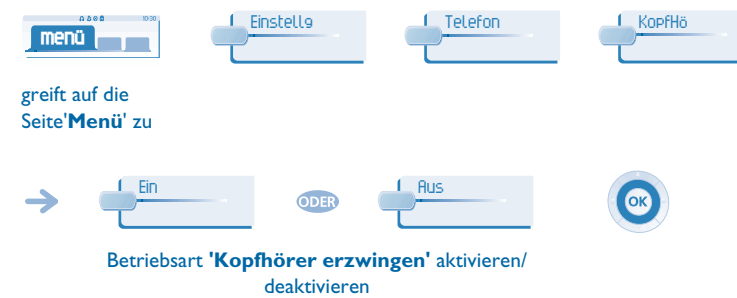 10:30
menü
Einstellg
Telefon
KopfHö
greift auf die
Seite'Menü' zu
Ein
ODER
Aus
OK
Betriebsart 'Kopfhörer erzwingen' aktivieren/
deaktivieren